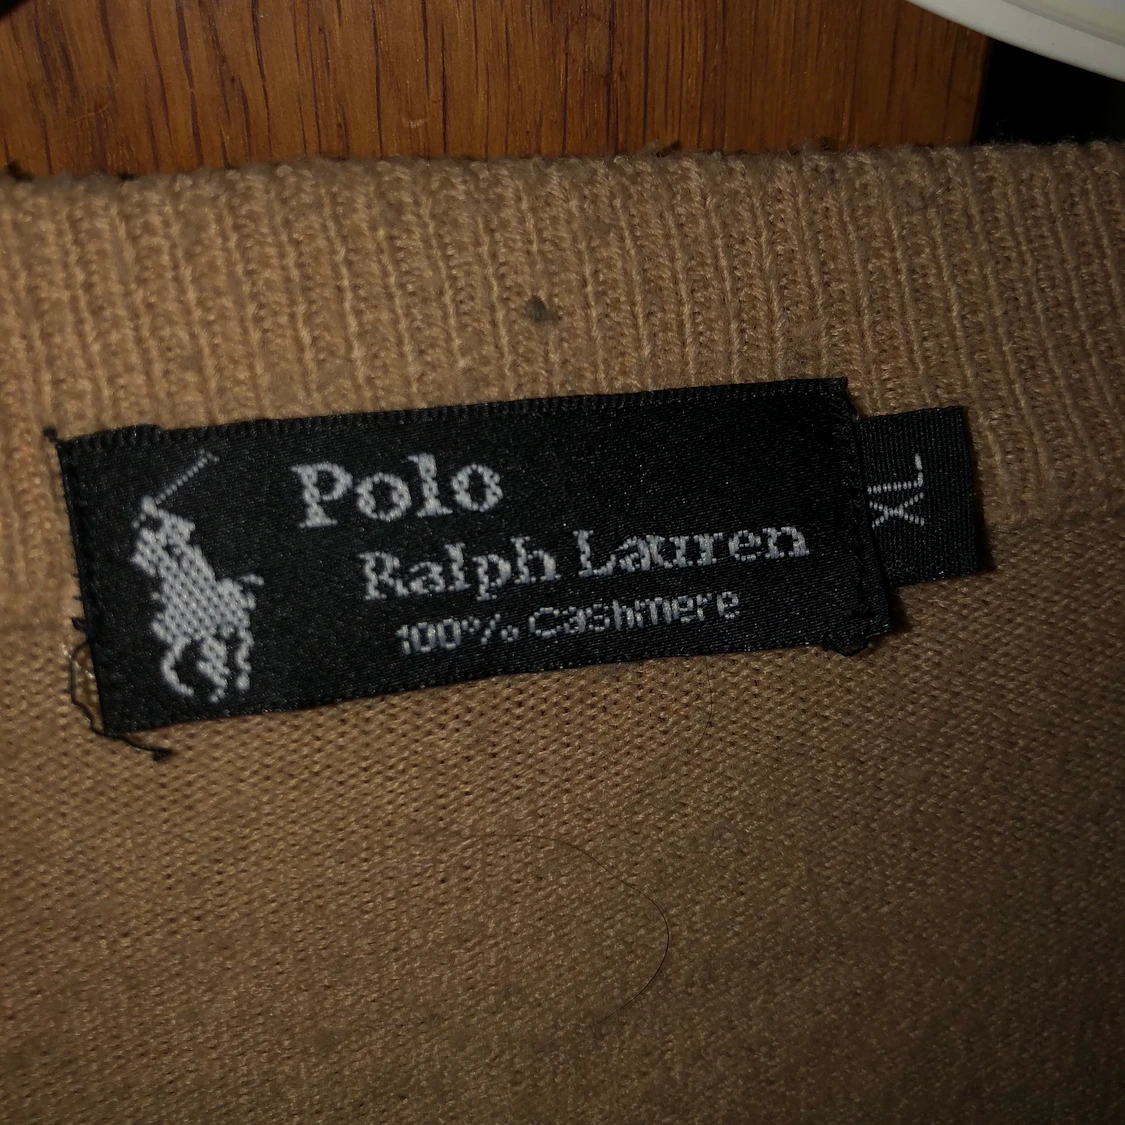 Polo
Ralph Lauren
100% Cashmere
XL